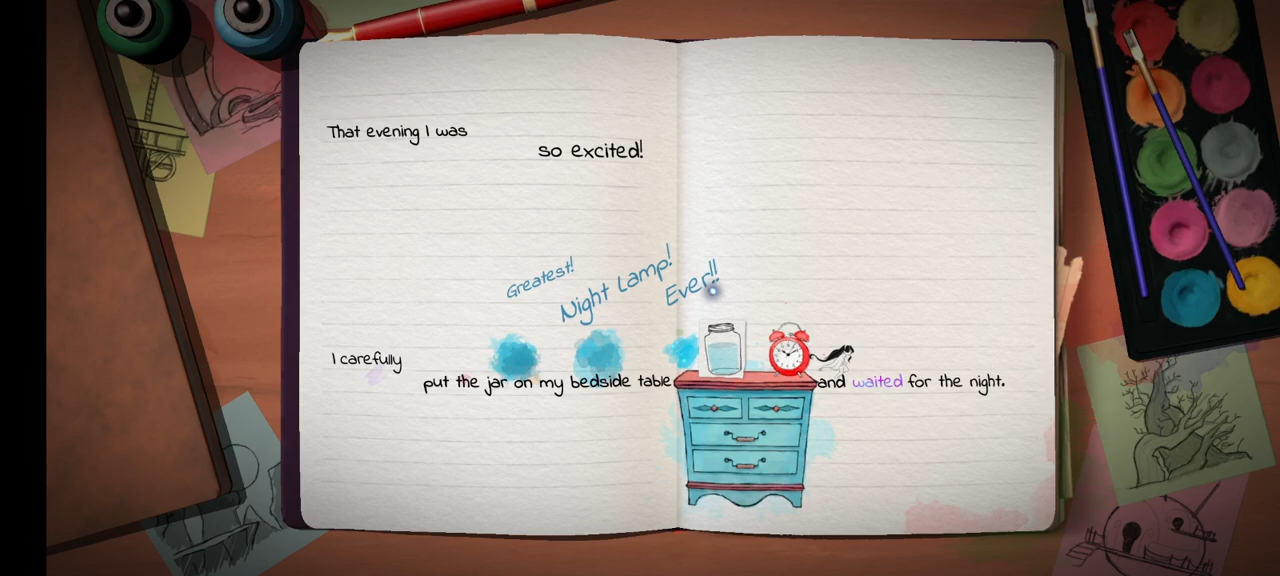 That evening I was
so excited!
Greatest!
Night Lamp!
Ever!!
I carefully
put the jar on my bedside table
and waited for the night.